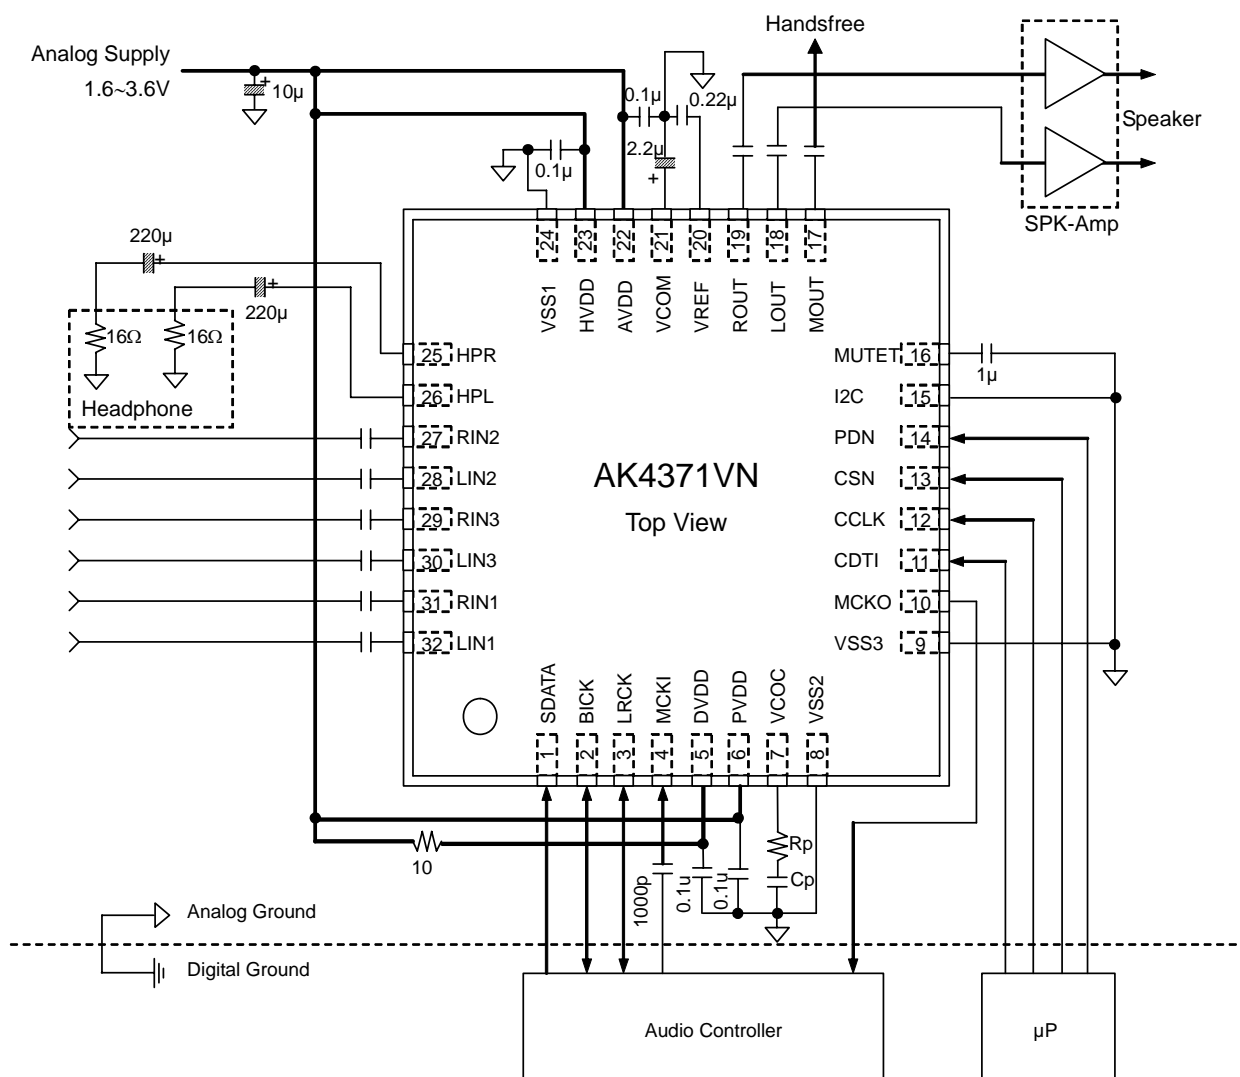 Handsfree
Analog Supply
1.6~3.6V
10µ
0.1µ
0.22µ
2.2µ
0.1µ
Speaker
SPK-Amp
24
23
22
21
20
19
18
17
VSS1
HVDD
AVDD
VCOM
VREF
ROUT
LOUT
MOUT
220µ
220µ
16Ω
16Ω
Headphone
25 HPR
26 HPL
27 RIN2
28 LIN2
29 RIN3
30 LIN3
31 RIN1
32 LIN1
AK4371VN
Top View
MUTET 16
1µ
I2C 15
PDN 14
CSN 13
CCLK 12
CDTI 11
MCKO 10
VSS3 9
SDATA
BICK
LRCK
MCKI
DVDD
PVDD
VCOC
VSS2
1
2
3
4
5
6
7
8
10
1000p
0.1u
0.1u
Rp
Cp
Analog Ground
Digital Ground
Audio Controller
µP